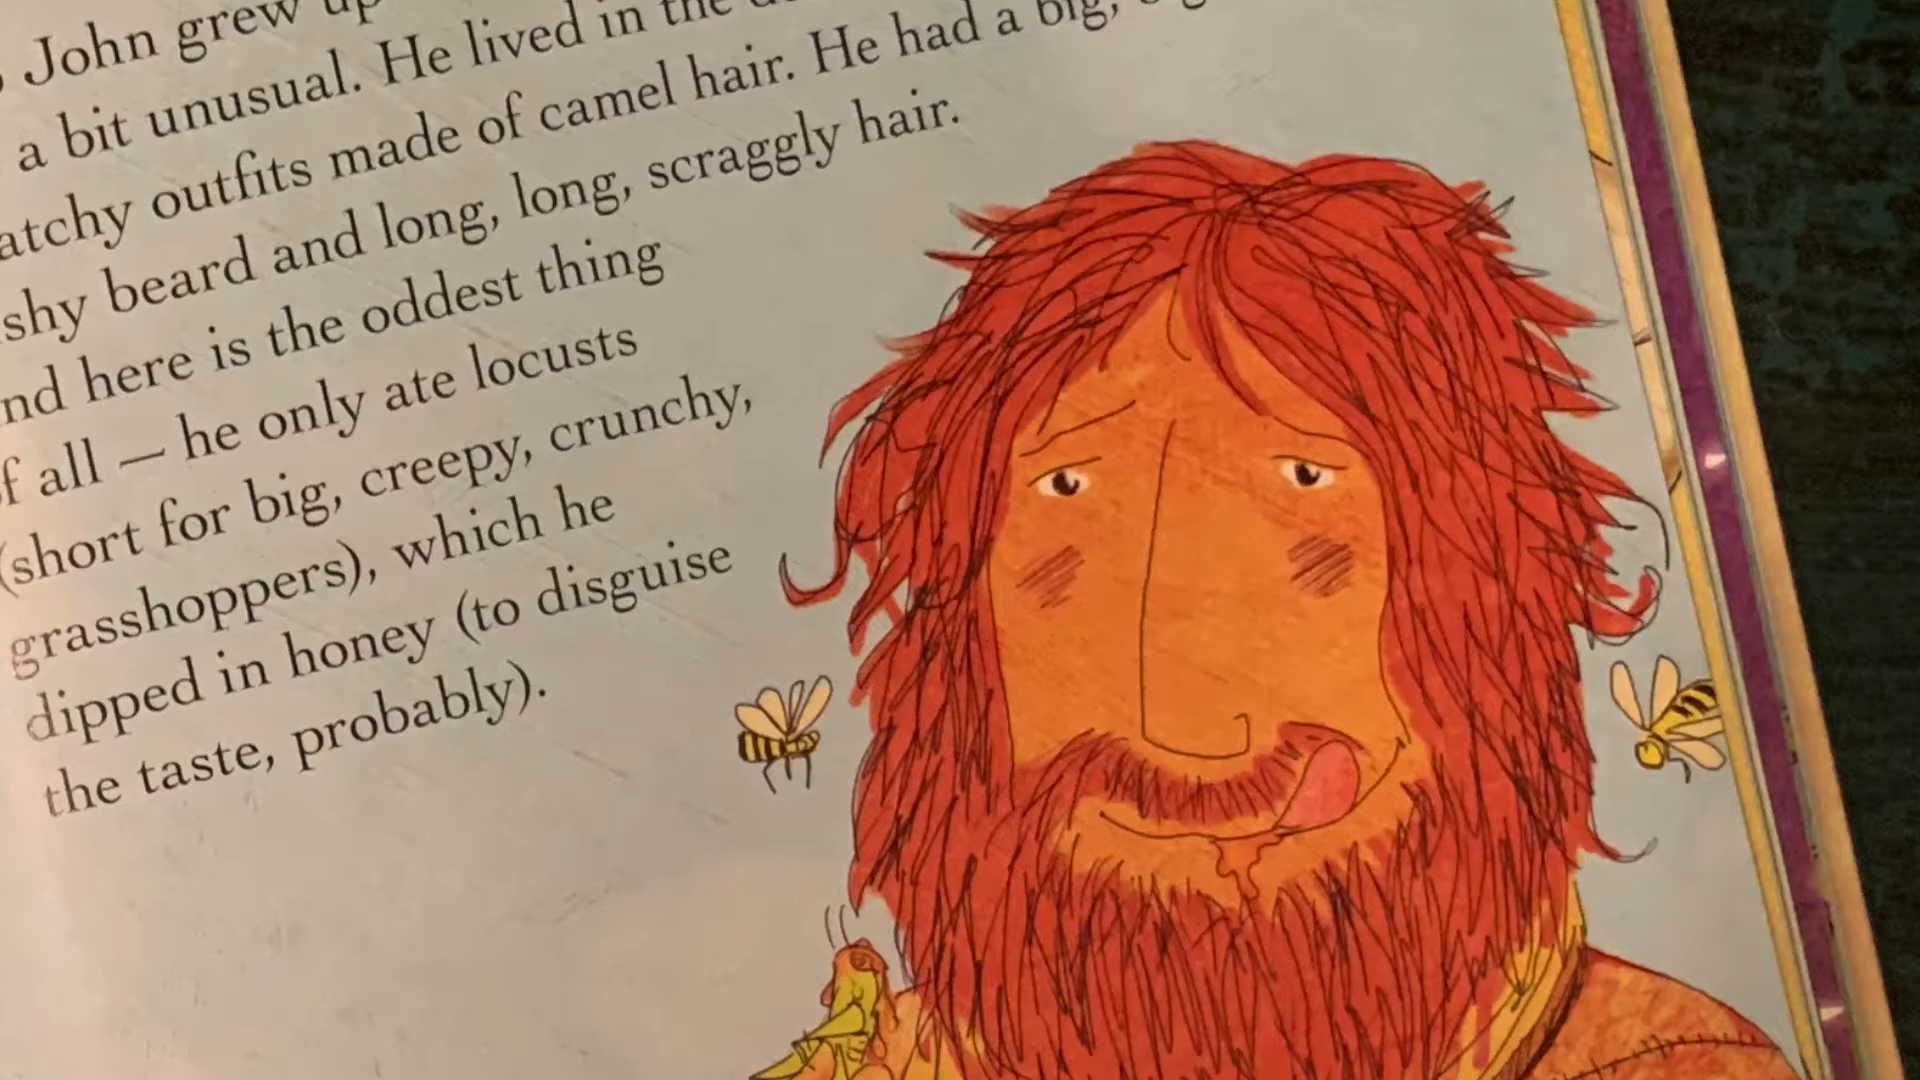 John grew up
a bit unusual. He lived in the
atchy outfits made of camel hair. He had a big,
shy beard and long, long, scraggly hair.
nd here is the oddest thing
f all — he only ate locusts
(short for big, creepy, crunchy,
grasshoppers), which he
dipped in honey (to disguise
the taste, probably).